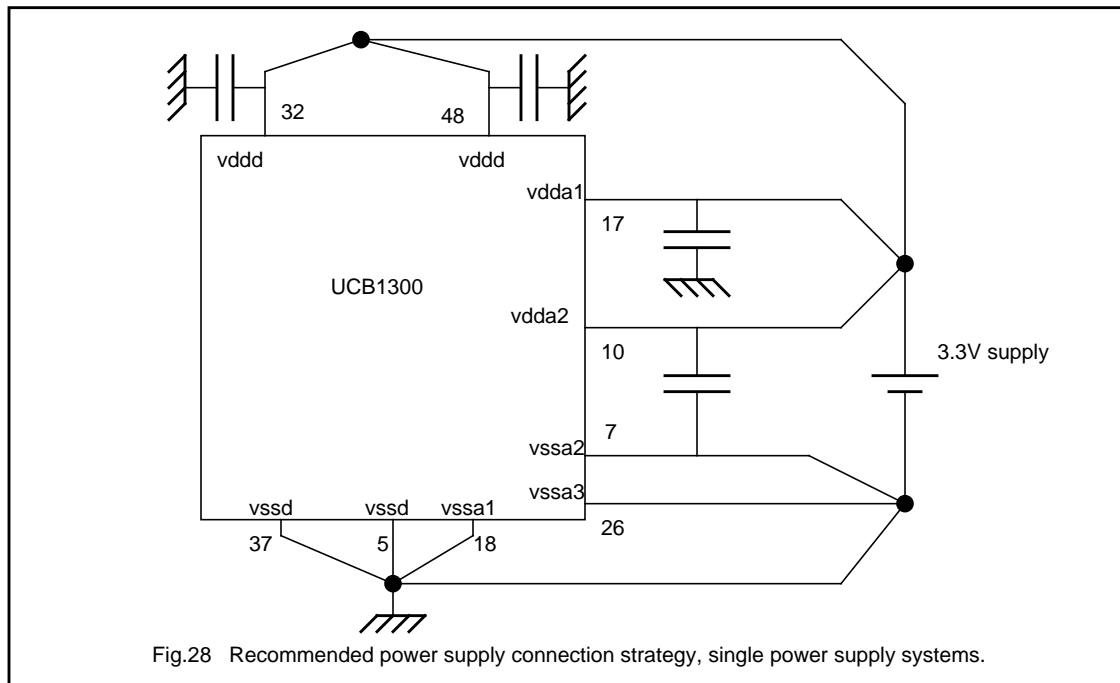 32 48
vddd vddd
vdda1
17
UCB1300
vdda2
10
3.3V supply
7
vssa2
vssa3
vssd vssd vssa1
26
37 5 18
Fig.28 Recommended power supply connection strategy, single power supply systems.